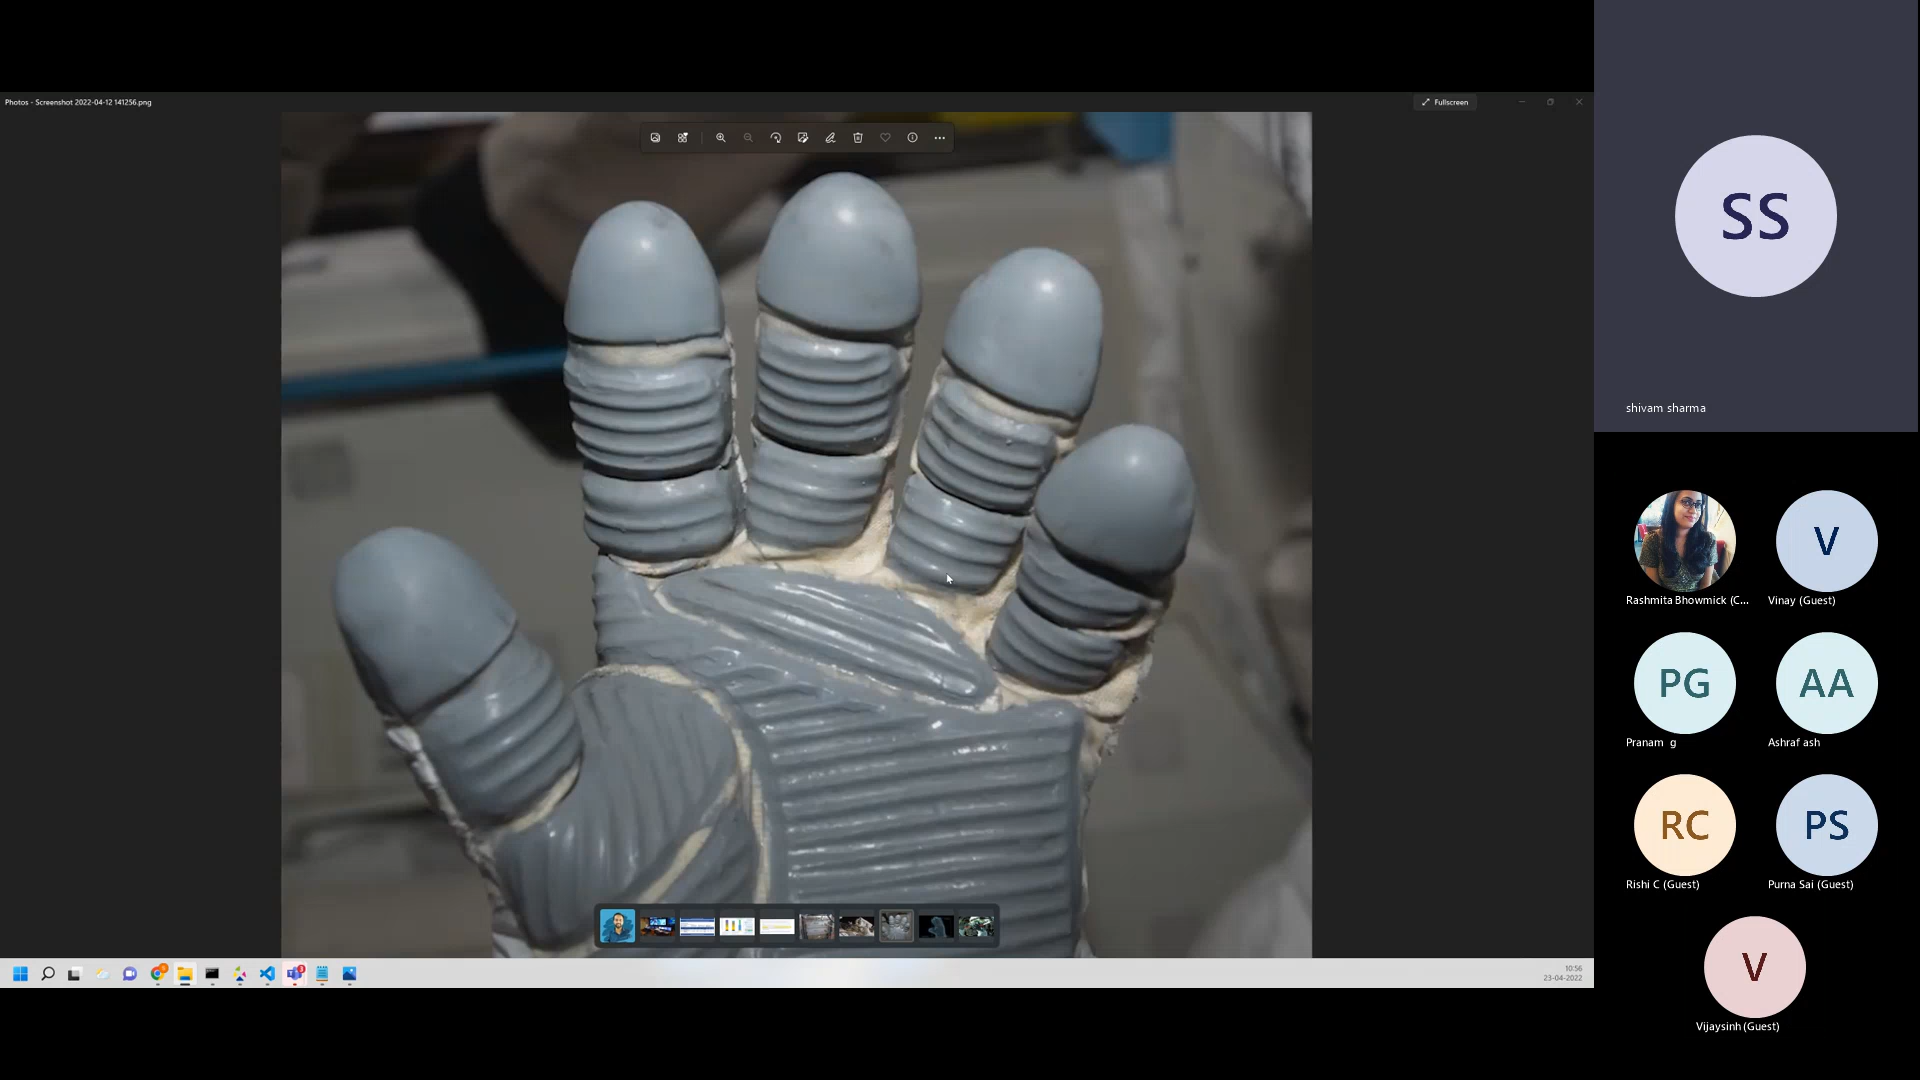 Photos - Screenshot 2022-04-12 141256.png
Fullscreen
SS
shivam sharma
Rashmita Bhowmick (C...
V
Vinay (Guest)
PG
Pranam g
AA
Ashraf ash
RC
Rishi C (Guest)
PS
Purna Sai (Guest)
V
Vijaysinh (Guest)
10:56
23-04-2022